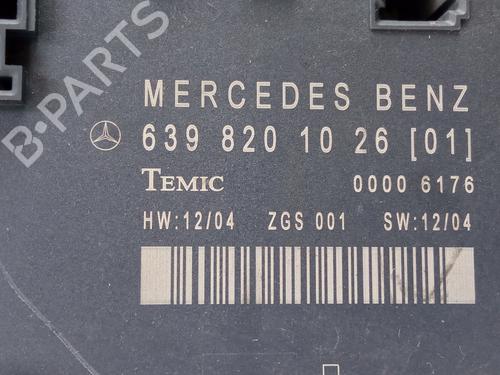 B-PARTS
MERCEDES BENZ
639 820 10 26 [01]
TEMIC 0000 6176
HW:12/04 ZGS 001 SW:12/04